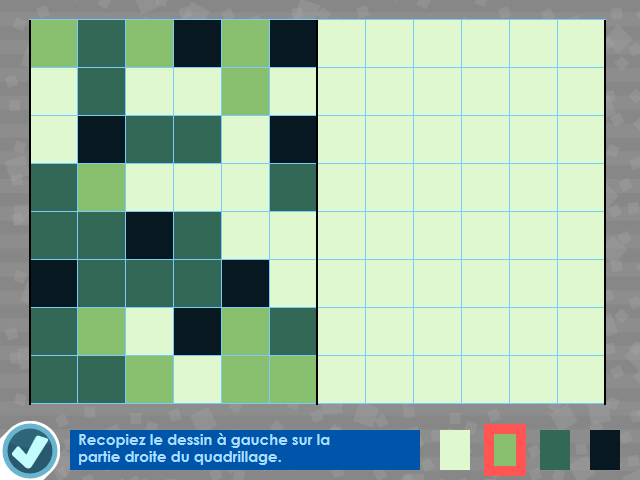 Recopiez le dessin à gauche sur la
partie droite du quadrillage.